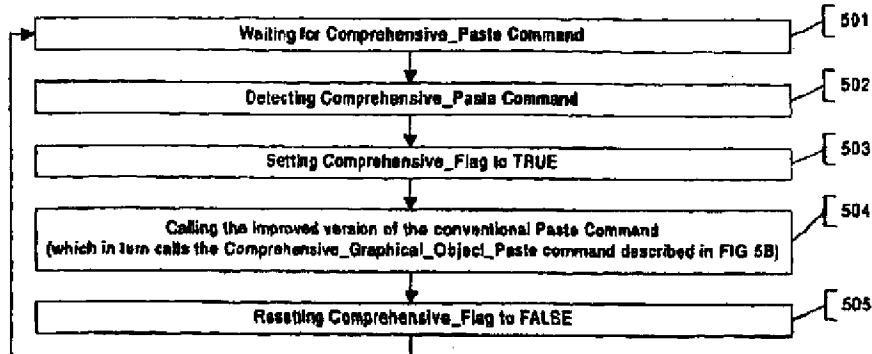 Waiting for Comprehensive_Paste Command
501
Detecting Comprehensive_Paste Command
502
Setting Comprehensive_Flag to TRUE
503
Calling the improved version of the conventional Paste Command
(which in turn calls the Comprehensive_Graphical_Object_Paste command described in FIG 5B)
504
Resetting Comprehensive_Flag to FALSE
505